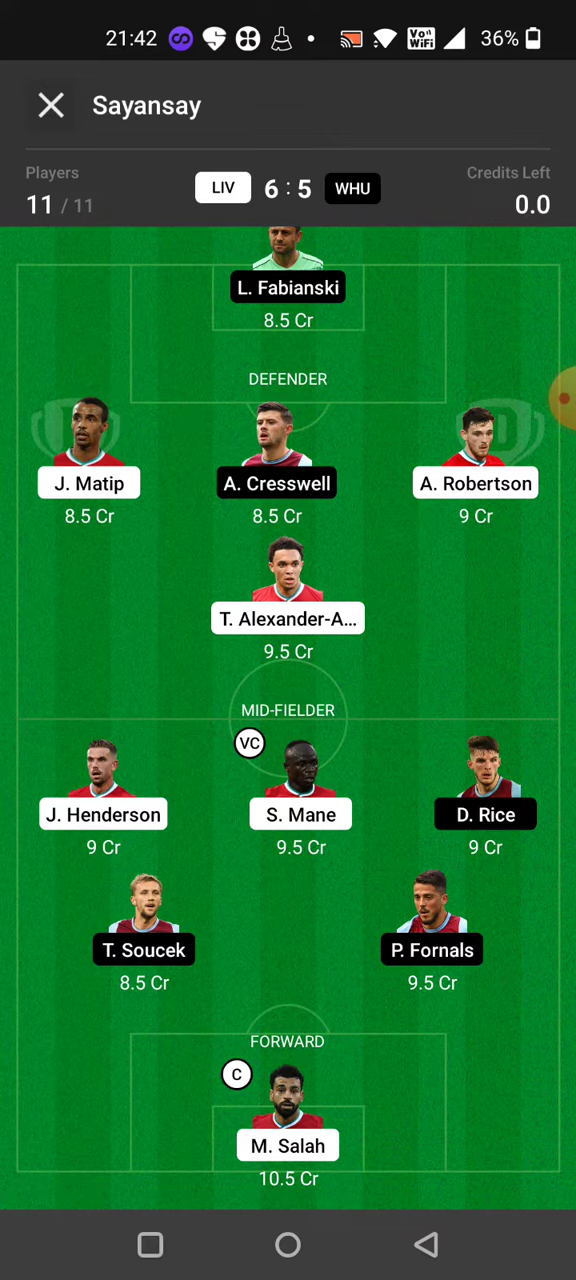 21:42
Vo))
WiFi
36%
Sayansay
Players
11 / 11
LIV 6 : 5 WHU
Credits Left
0.0
L. Fabianski
8.5 Cr
DEFENDER
J. Matip
8.5 Cr
A. Cresswell
8.5 Cr
A. Robertson
9 Cr
T. Alexander-A...
9.5 Cr
MID-FIELDER
J. Henderson
9 Cr
VC
S. Mane
9.5 Cr
D. Rice
9 Cr
T. Soucek
8.5 Cr
P. Fornals
9.5 Cr
FORWARD
C
M. Salah
10.5 Cr